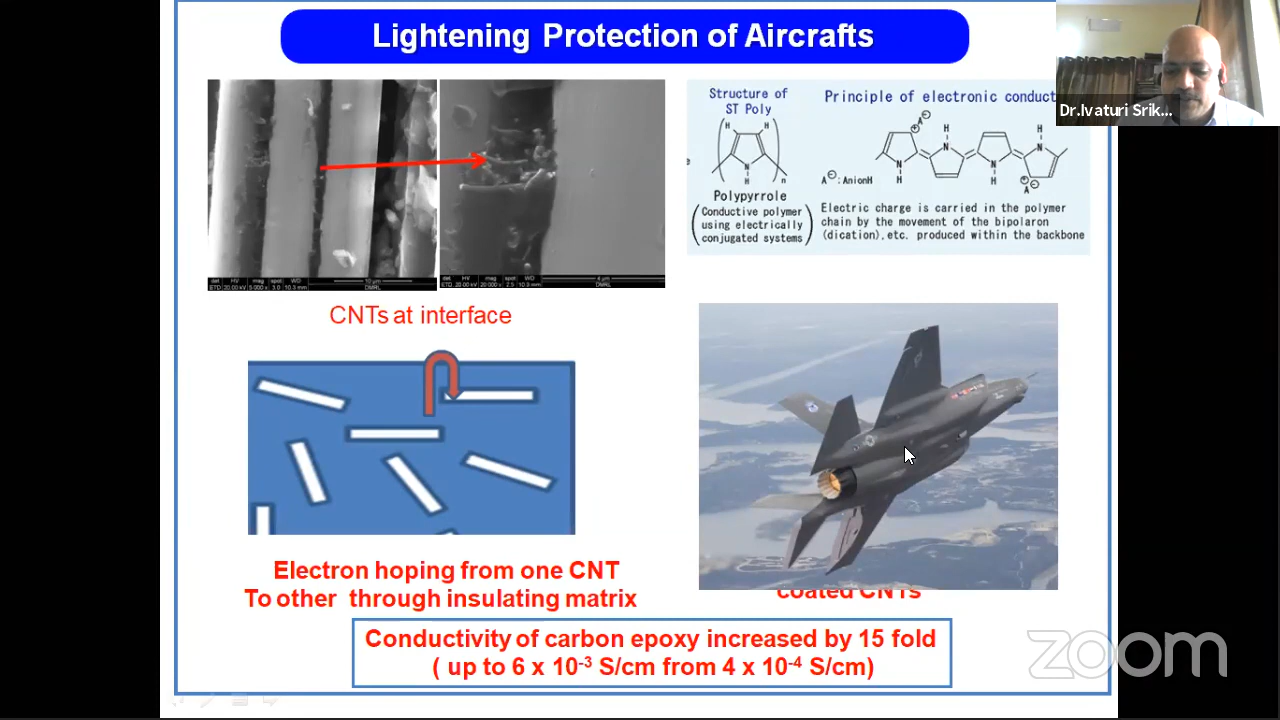 Lightening Protection of Aircrafts
Dr.Ivaturi Srik...
Structure of
ST Poly
Principle of electronic conduct
H
H
N
H
n
Polypyrrole
Conductive polymer
using electrically
conjugated systems
A⊖
H
H
N
H
N
N
H
N
A⊖:AnionH
A
Electric charge is carried in the polymer
chain by the movement of the bipolaron
(dication),etc. produced within the backbone
DMRL
DMRL
CNTs at interface
Electron hoping from one CNT
To other through insulating matrix
coated CNTs
Conductivity of carbon epoxy increased by 15 fold
( up to 6 x 10-3 S/cm from 4 x 10-4 S/cm)
zoom